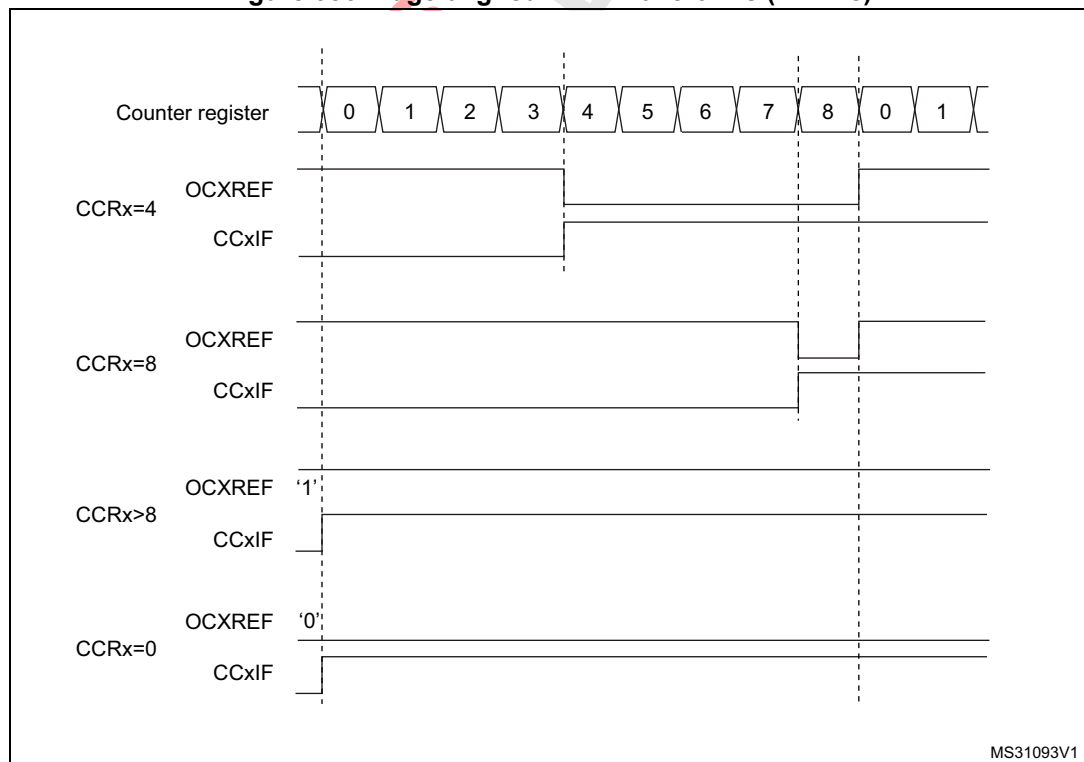 Counter register 0 1 2 3 4 5 6 7 8 0 1
OCXREF
CCRx=4
CCxIF
OCXREF
CCRx=8
CCxIF
OCXREF ‘1’
CCRx>8
CCxIF
OCXREF ‘0’
CCRx=0
CCxIF
MS31093V1